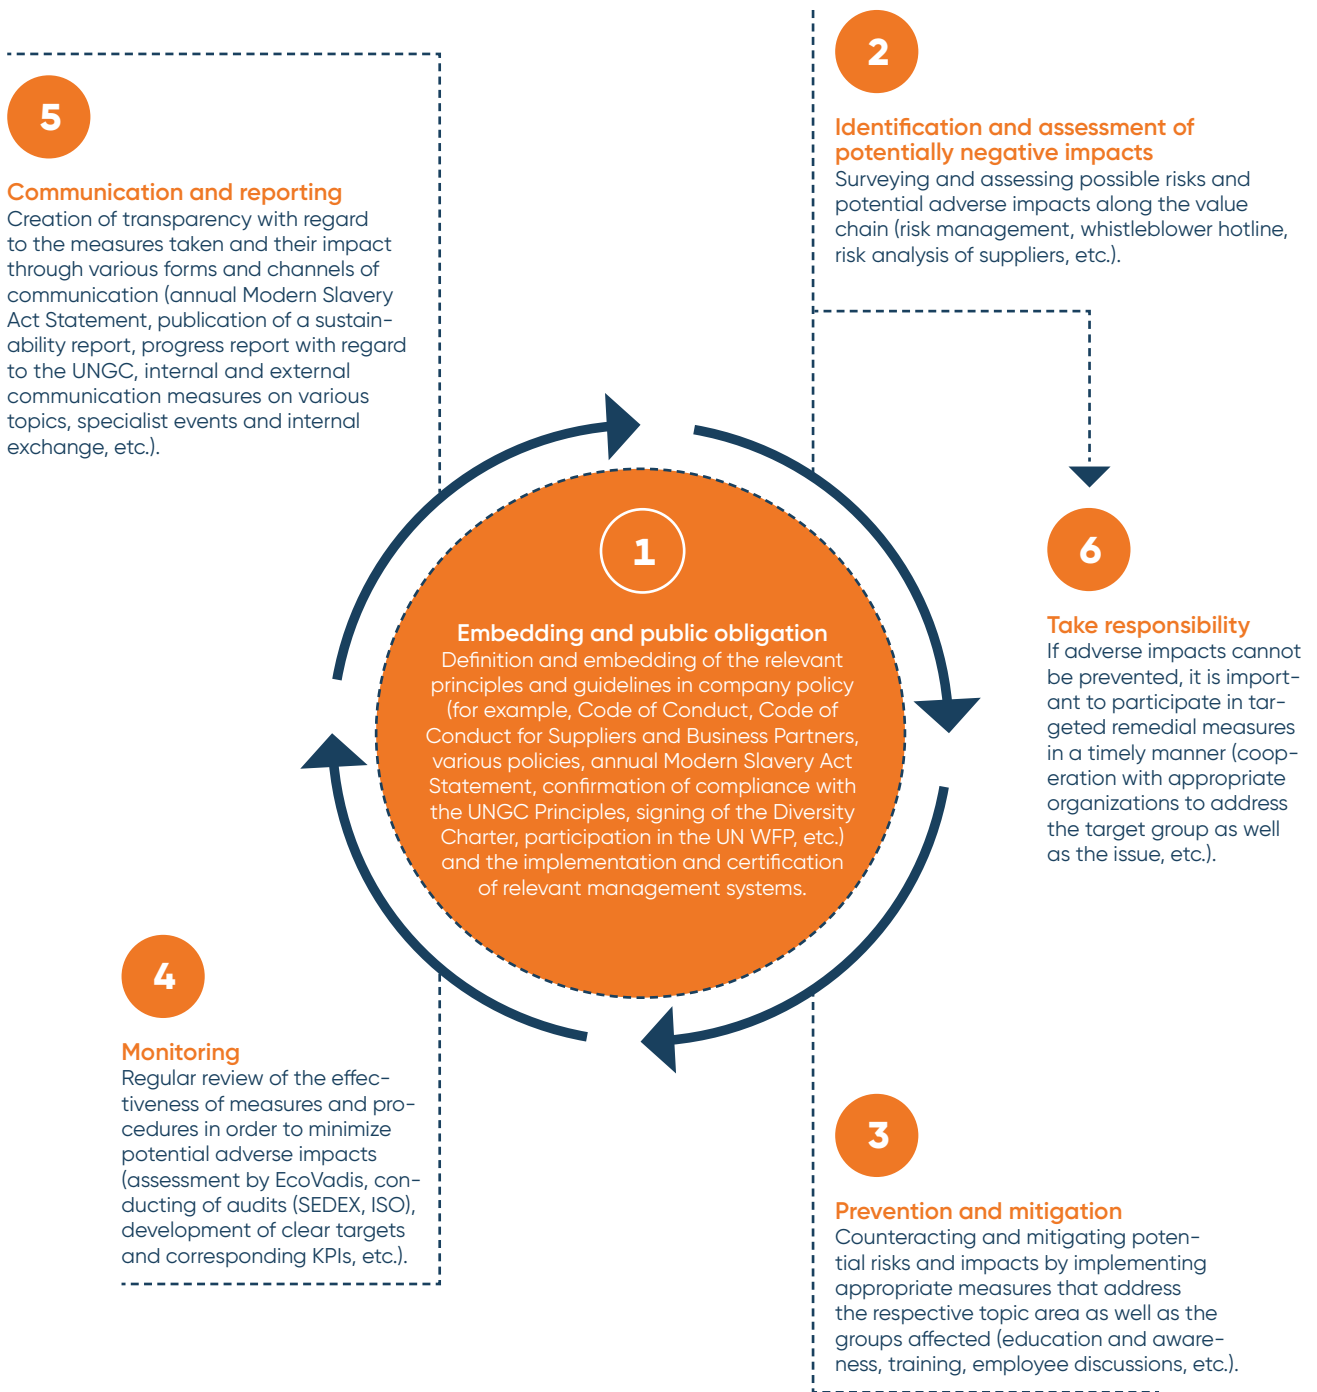 5
Communication and reporting
Creation of transparency with regard
to the measures taken and their impact
through various forms and channels of
communication (annual Modern Slavery
Act Statement, publication of a sustain-
ability report, progress report with regard
to the UNGC, internal and external
communication measures on various
topics, specialist events and internal
exchange, etc.).
2
Identification and assessment of
potentially negative impacts
Surveying and assessing possible risks and
potential adverse impacts along the value
chain (risk management, whistleblower hotline,
risk analysis of suppliers, etc.).
1
Embedding and public obligation
Definition and embedding of the relevant
principles and guidelines in company policy
(for example, Code of Conduct, Code of
Conduct for Suppliers and Business Partners,
various policies, annual Modern Slavery Act
Statement, confirmation of compliance with
the UNGC Principles, signing of the Diversity
Charter, participation in the UN WFP, etc.)
and the implementation and certification
of relevant management systems.
6
Take responsibility
If adverse impacts cannot
be prevented, it is import-
ant to participate in tar-
geted remedial measures
in a timely manner (coop-
eration with appropriate
organizations to address
the target group as well
as the issue, etc.).
4
Monitoring
Regular review of the effec-
tiveness of measures and pro-
cedures in order to minimize
potential adverse impacts
(assessment by EcoVadis, con-
ducting of audits (SEDEX, ISO),
development of clear targets
and corresponding KPIs, etc.).
3
Prevention and mitigation
Counteracting and mitigating poten-
tial risks and impacts by implementing
appropriate measures that address
the respective topic area as well as the
groups affected (education and aware-
ness, training, employee discussions, etc.).